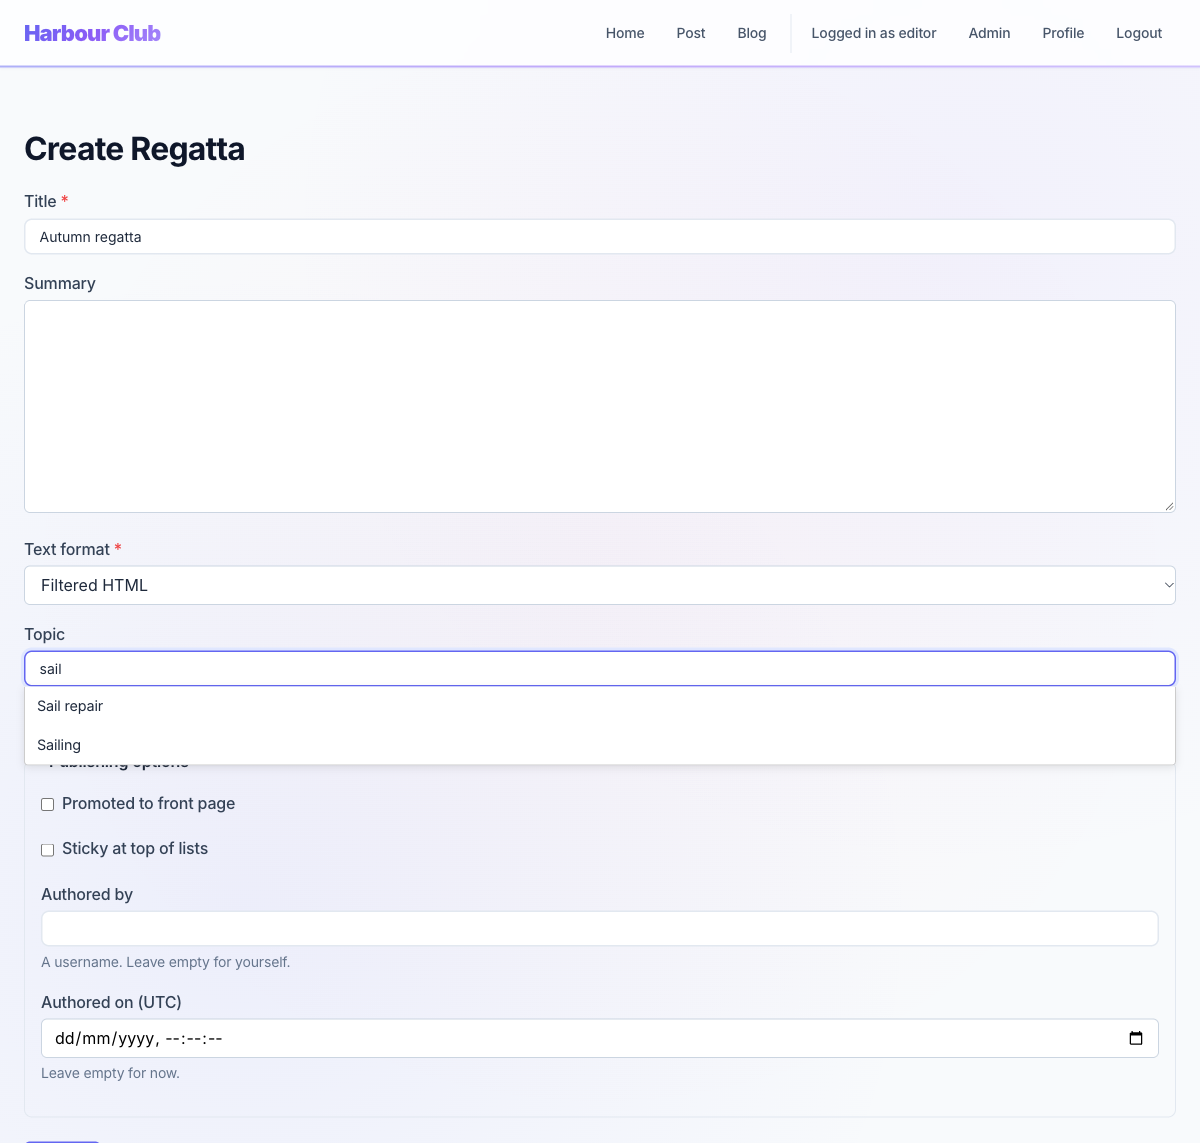 Harbour Club
Home
Post
Blog
Logged in as editor
Admin
Profile
Logout
Create Regatta
Title *
Autumn regatta
Summary
Text format *
Filtered HTML
Topic
sail
Sail repair
Sailing
Publishing options
Promoted to front page
Sticky at top of lists
Authored by
A username. Leave empty for yourself.
Authored on (UTC)
dd/mm/yyyy, --:--:--
Leave empty for now.